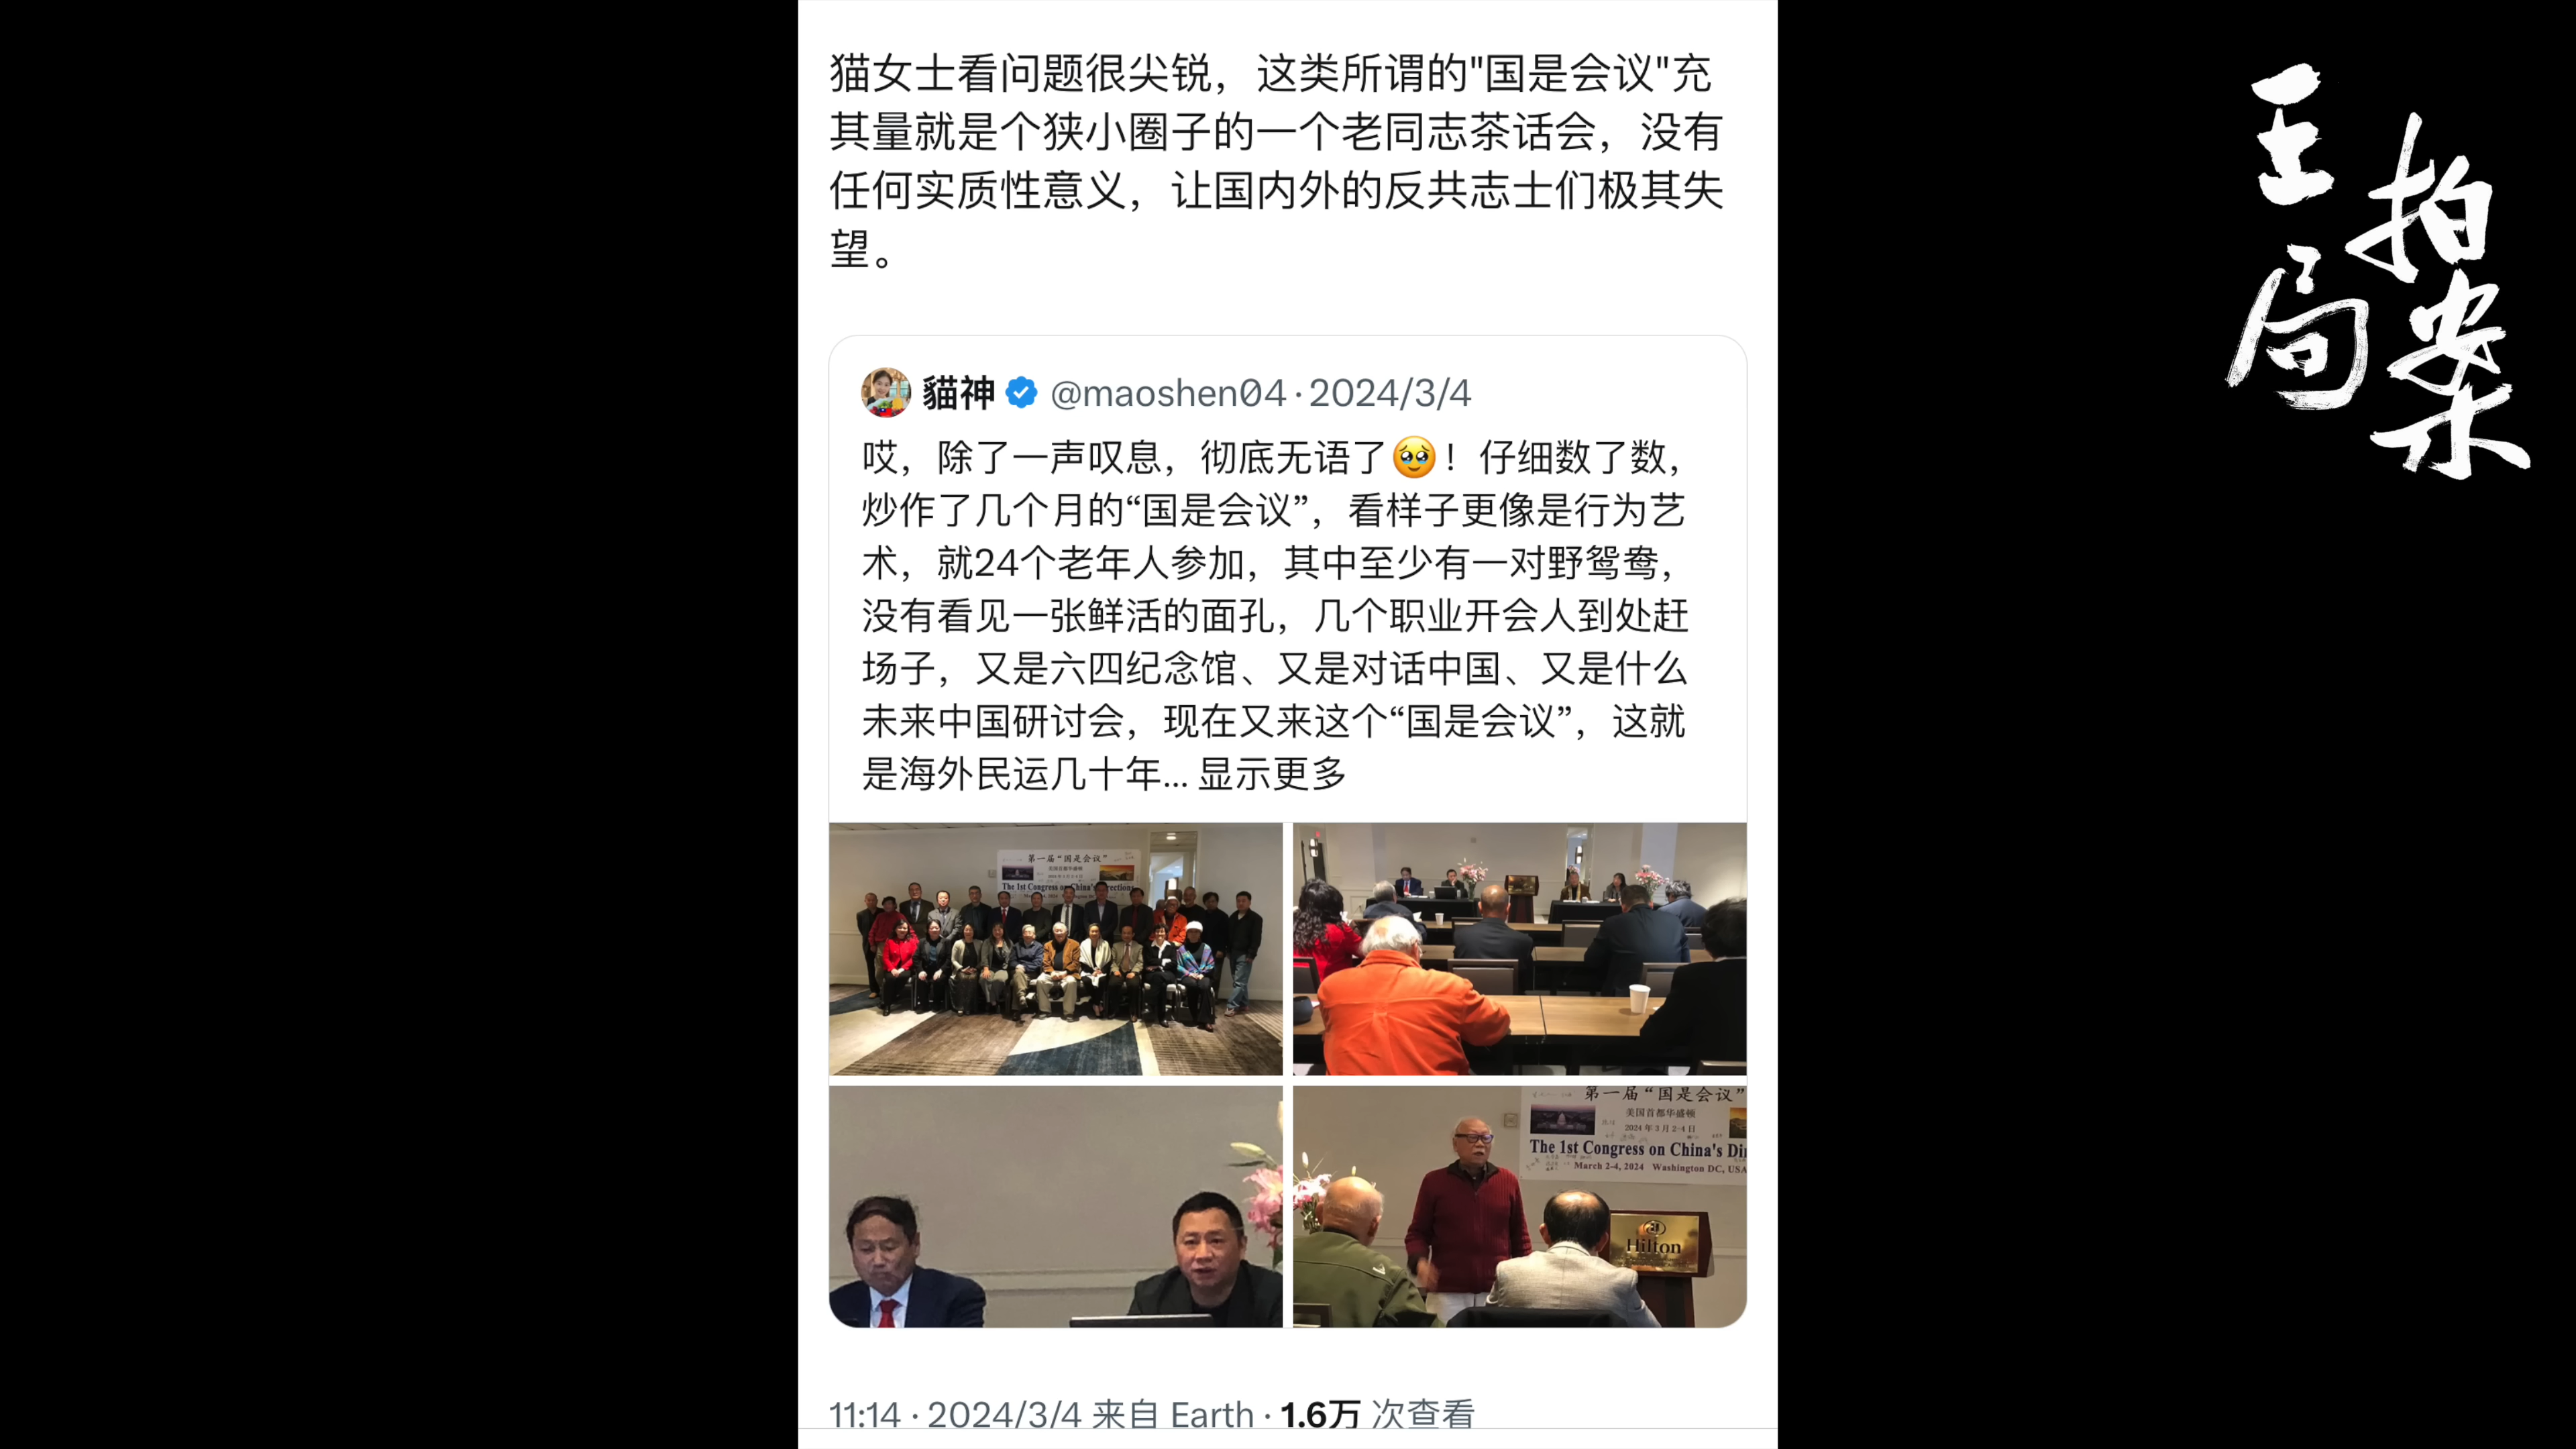 猫女士看问题很尖锐，这类所谓的"国是会议"充
其量就是个狭小圈子的一个老同志茶话会，没有
任何实质性意义，让国内外的反共志士们极其失
望。
貓神 @maoshen04·2024/3/4
哎，除了一声叹息，彻底无语了🥹！仔细数了数，
炒作了几个月的“国是会议”，看样子更像是行为艺
术，就24个老年人参加，其中至少有一对野鸳鸯，
没有看见一张鲜活的面孔，几个职业开会人到处赶
场子，又是六四纪念馆、又是对话中国、又是什么
未来中国研讨会，现在又来这个“国是会议”，这就
是海外民运几十年... 显示更多
第一届“国是会议”
The 1st Congress on China's Directions
第一届“国是会议”
美国首都华盛顿
2024年3月2-4日
The 1st Congress on China's Di
March 2-4, 2024 Washington DC, USA
Hilton
11:14 · 2024/3/4 来自 Earth · 1.6万 次查看
王局
拍案